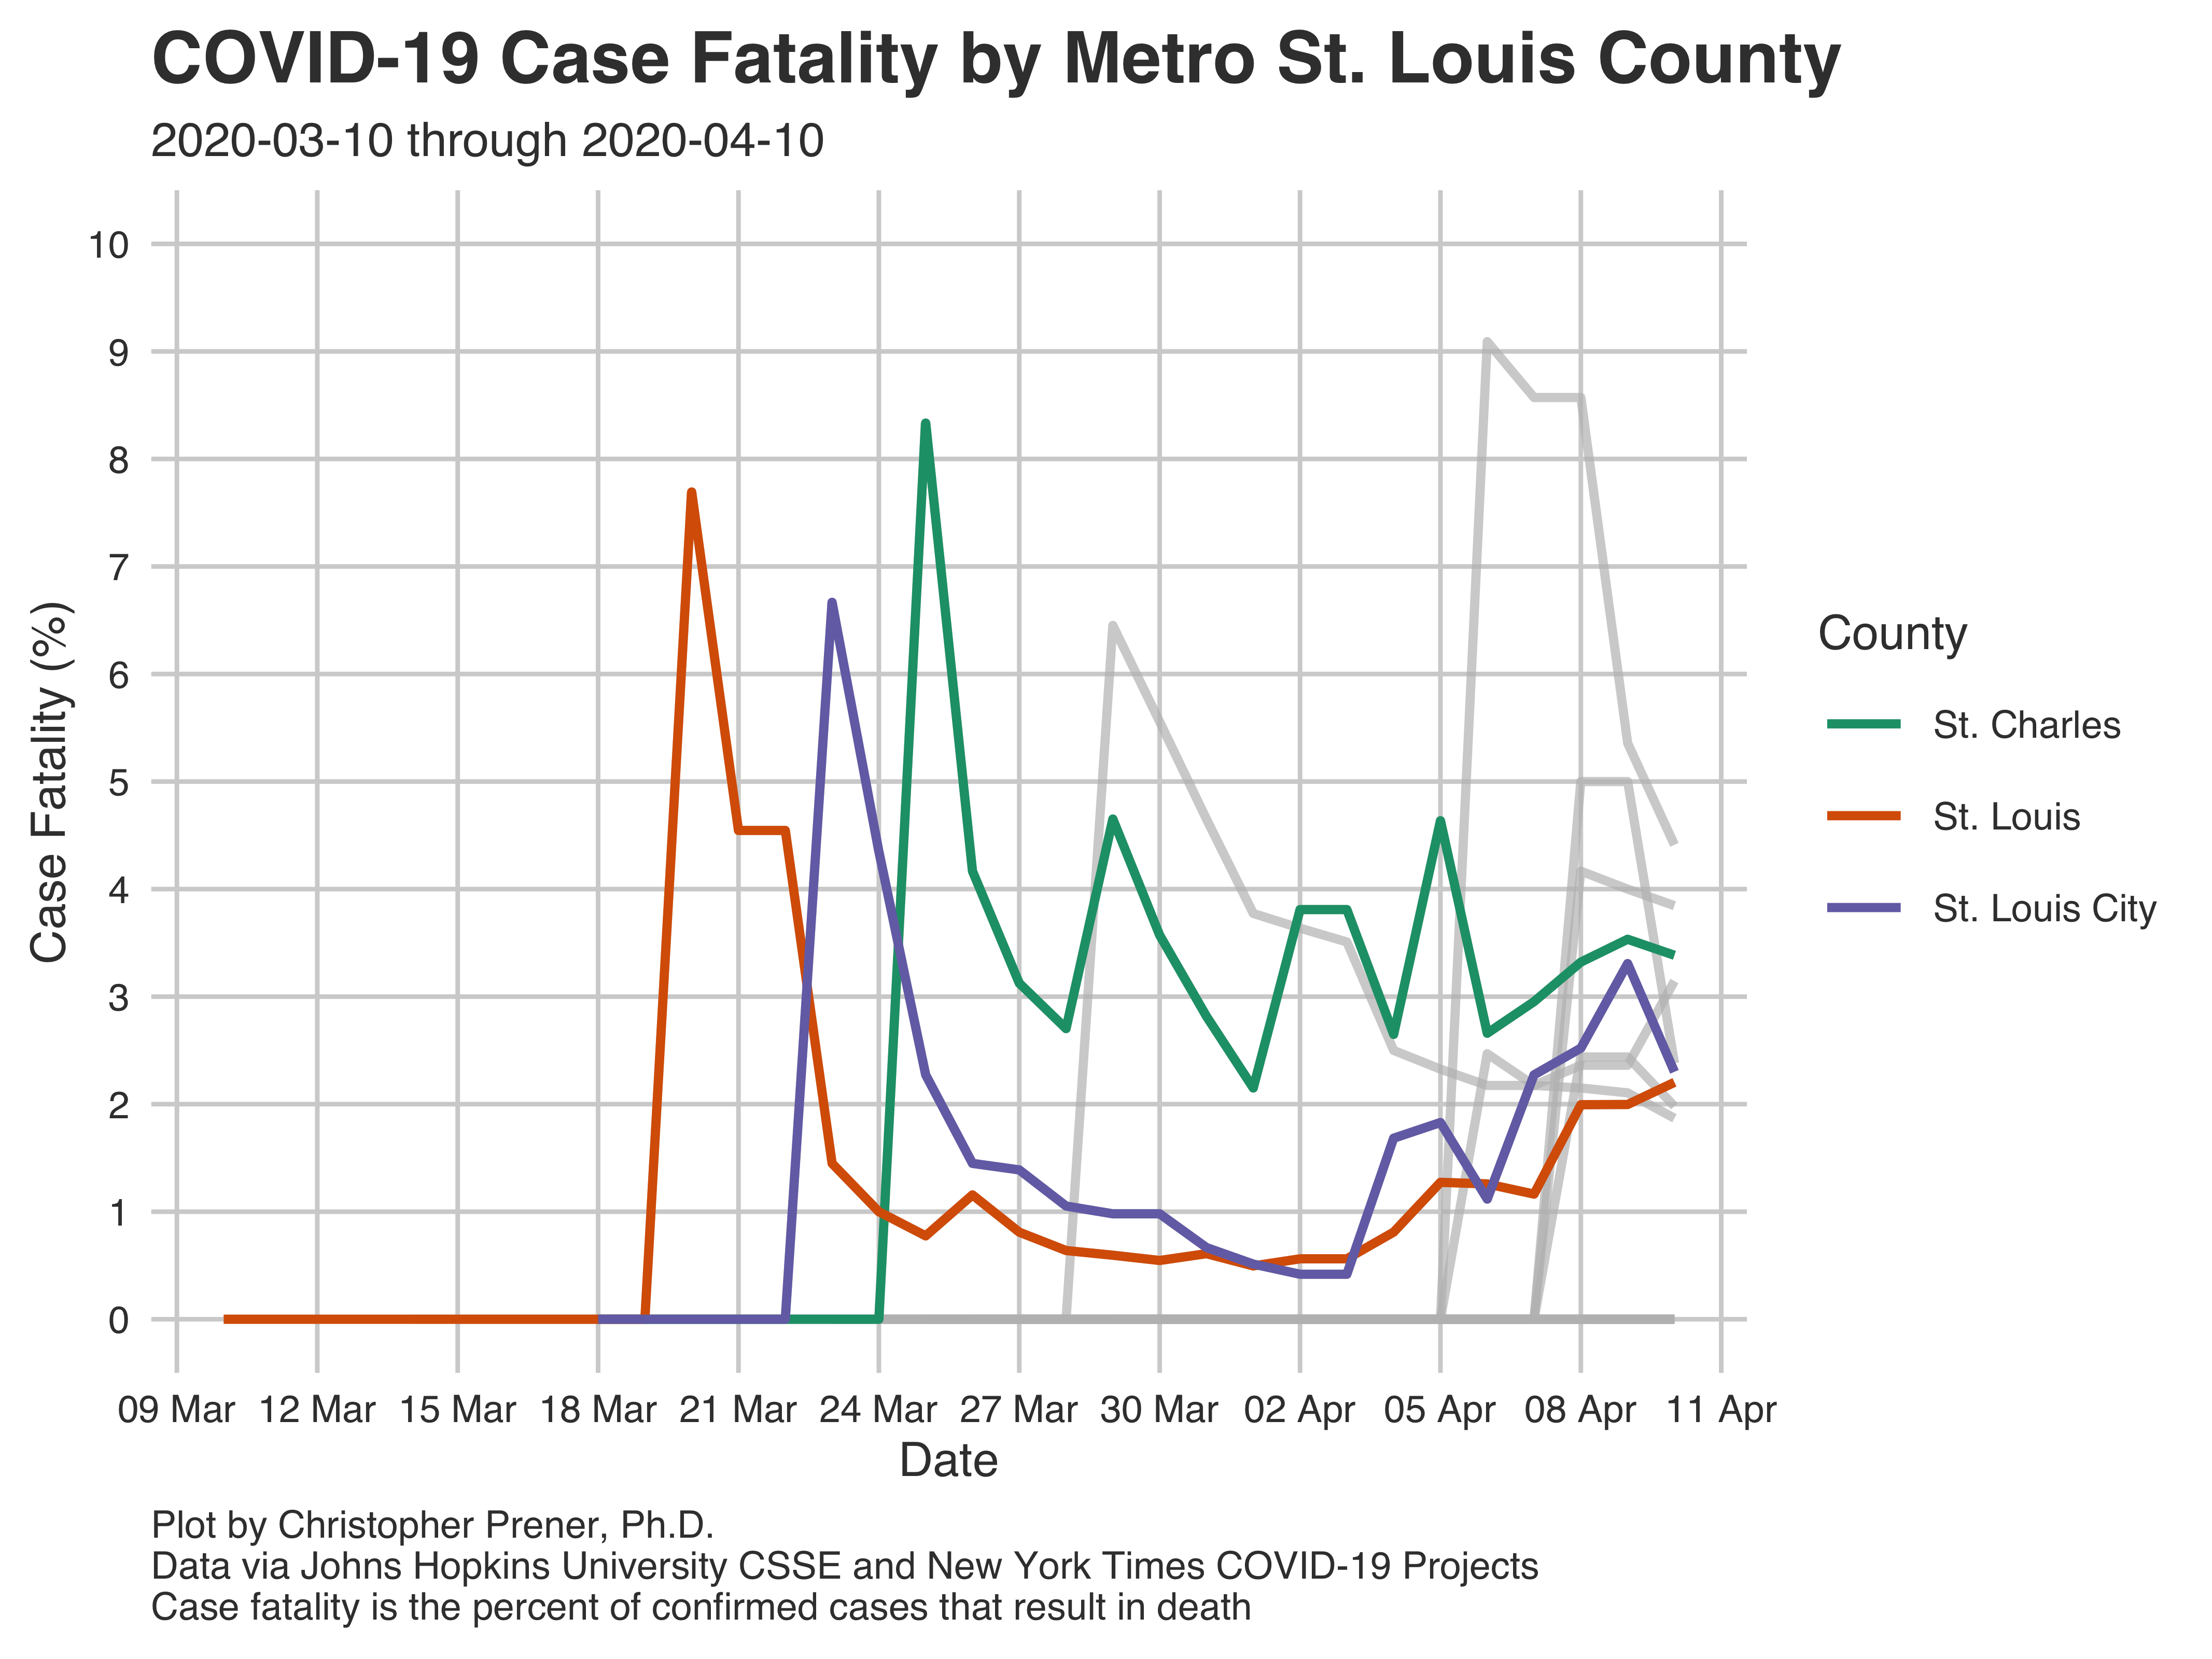 COVID-19 Case Fatality by Metro St. Louis County
2020-03-10 through 2020-04-10
10
9
8
7
6
5
4
3
2
1
0
Case Fatality (%)
09 Mar 12 Mar 15 Mar 18 Mar 21 Mar 24 Mar 27 Mar 30 Mar 02 Apr 05 Apr 08 Apr 11 Apr
Date
County
St. Charles
St. Louis
St. Louis City
Plot by Christopher Prener, Ph.D.
Data via Johns Hopkins University CSSE and New York Times COVID-19 Projects
Case fatality is the percent of confirmed cases that result in death